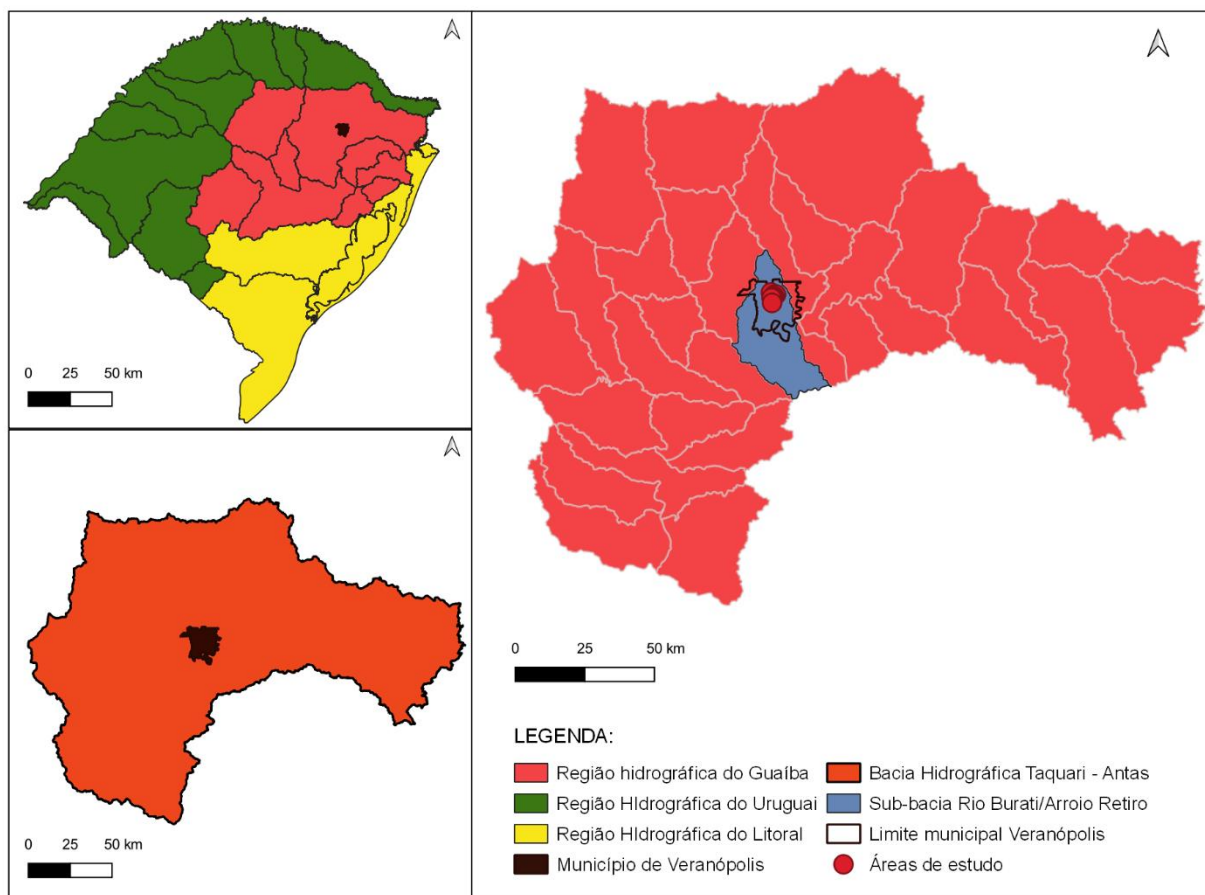 0 25 50 km
0 25 50 km
0 25 50 km
LEGENDA:
Região hidrográfica do Guaíba
Região HIdrográfica do Uruguai
Região HIdrográfica do Litoral
Município de Veranópolis
Bacia Hidrográfica Taquari - Antas
Sub-bacia Rio Burati/Arroio Retiro
Limite municipal Veranópolis
Áreas de estudo